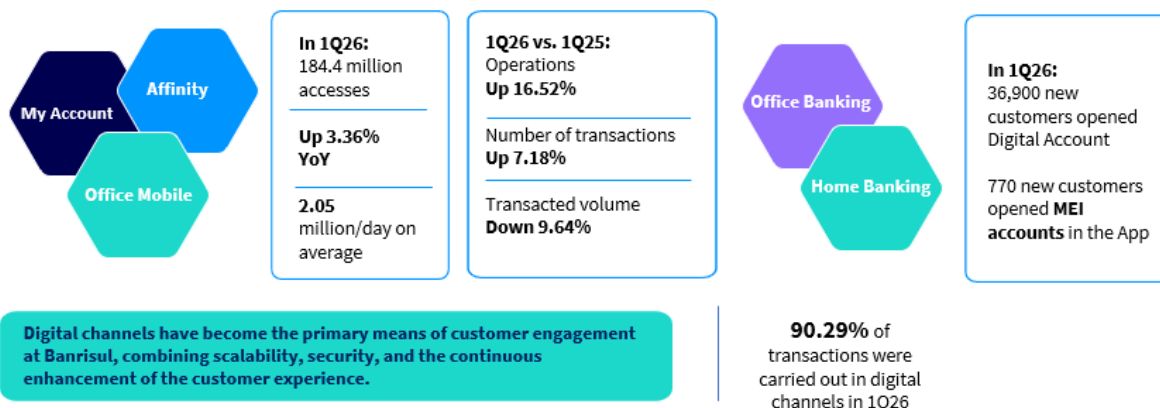 My Account
Affinity
Office Mobile
In 1Q26:
184.4 million
accesses
Up 3.36%
YoY
2.05
million/day on
average
1Q26 vs. 1Q25:
Operations
Up 16.52%
Number of transactions
Up 7.18%
Transacted volume
Down 9.64%
Office Banking
Home Banking
In 1Q26:
36,900 new
customers opened
Digital Account
770 new customers
opened MEI
accounts in the App
Digital channels have become the primary means of customer engagement
at Banrisul, combining scalability, security, and the continuous
enhancement of the customer experience.
90.29% of
transactions were
carried out in digital
channels in 1Q26